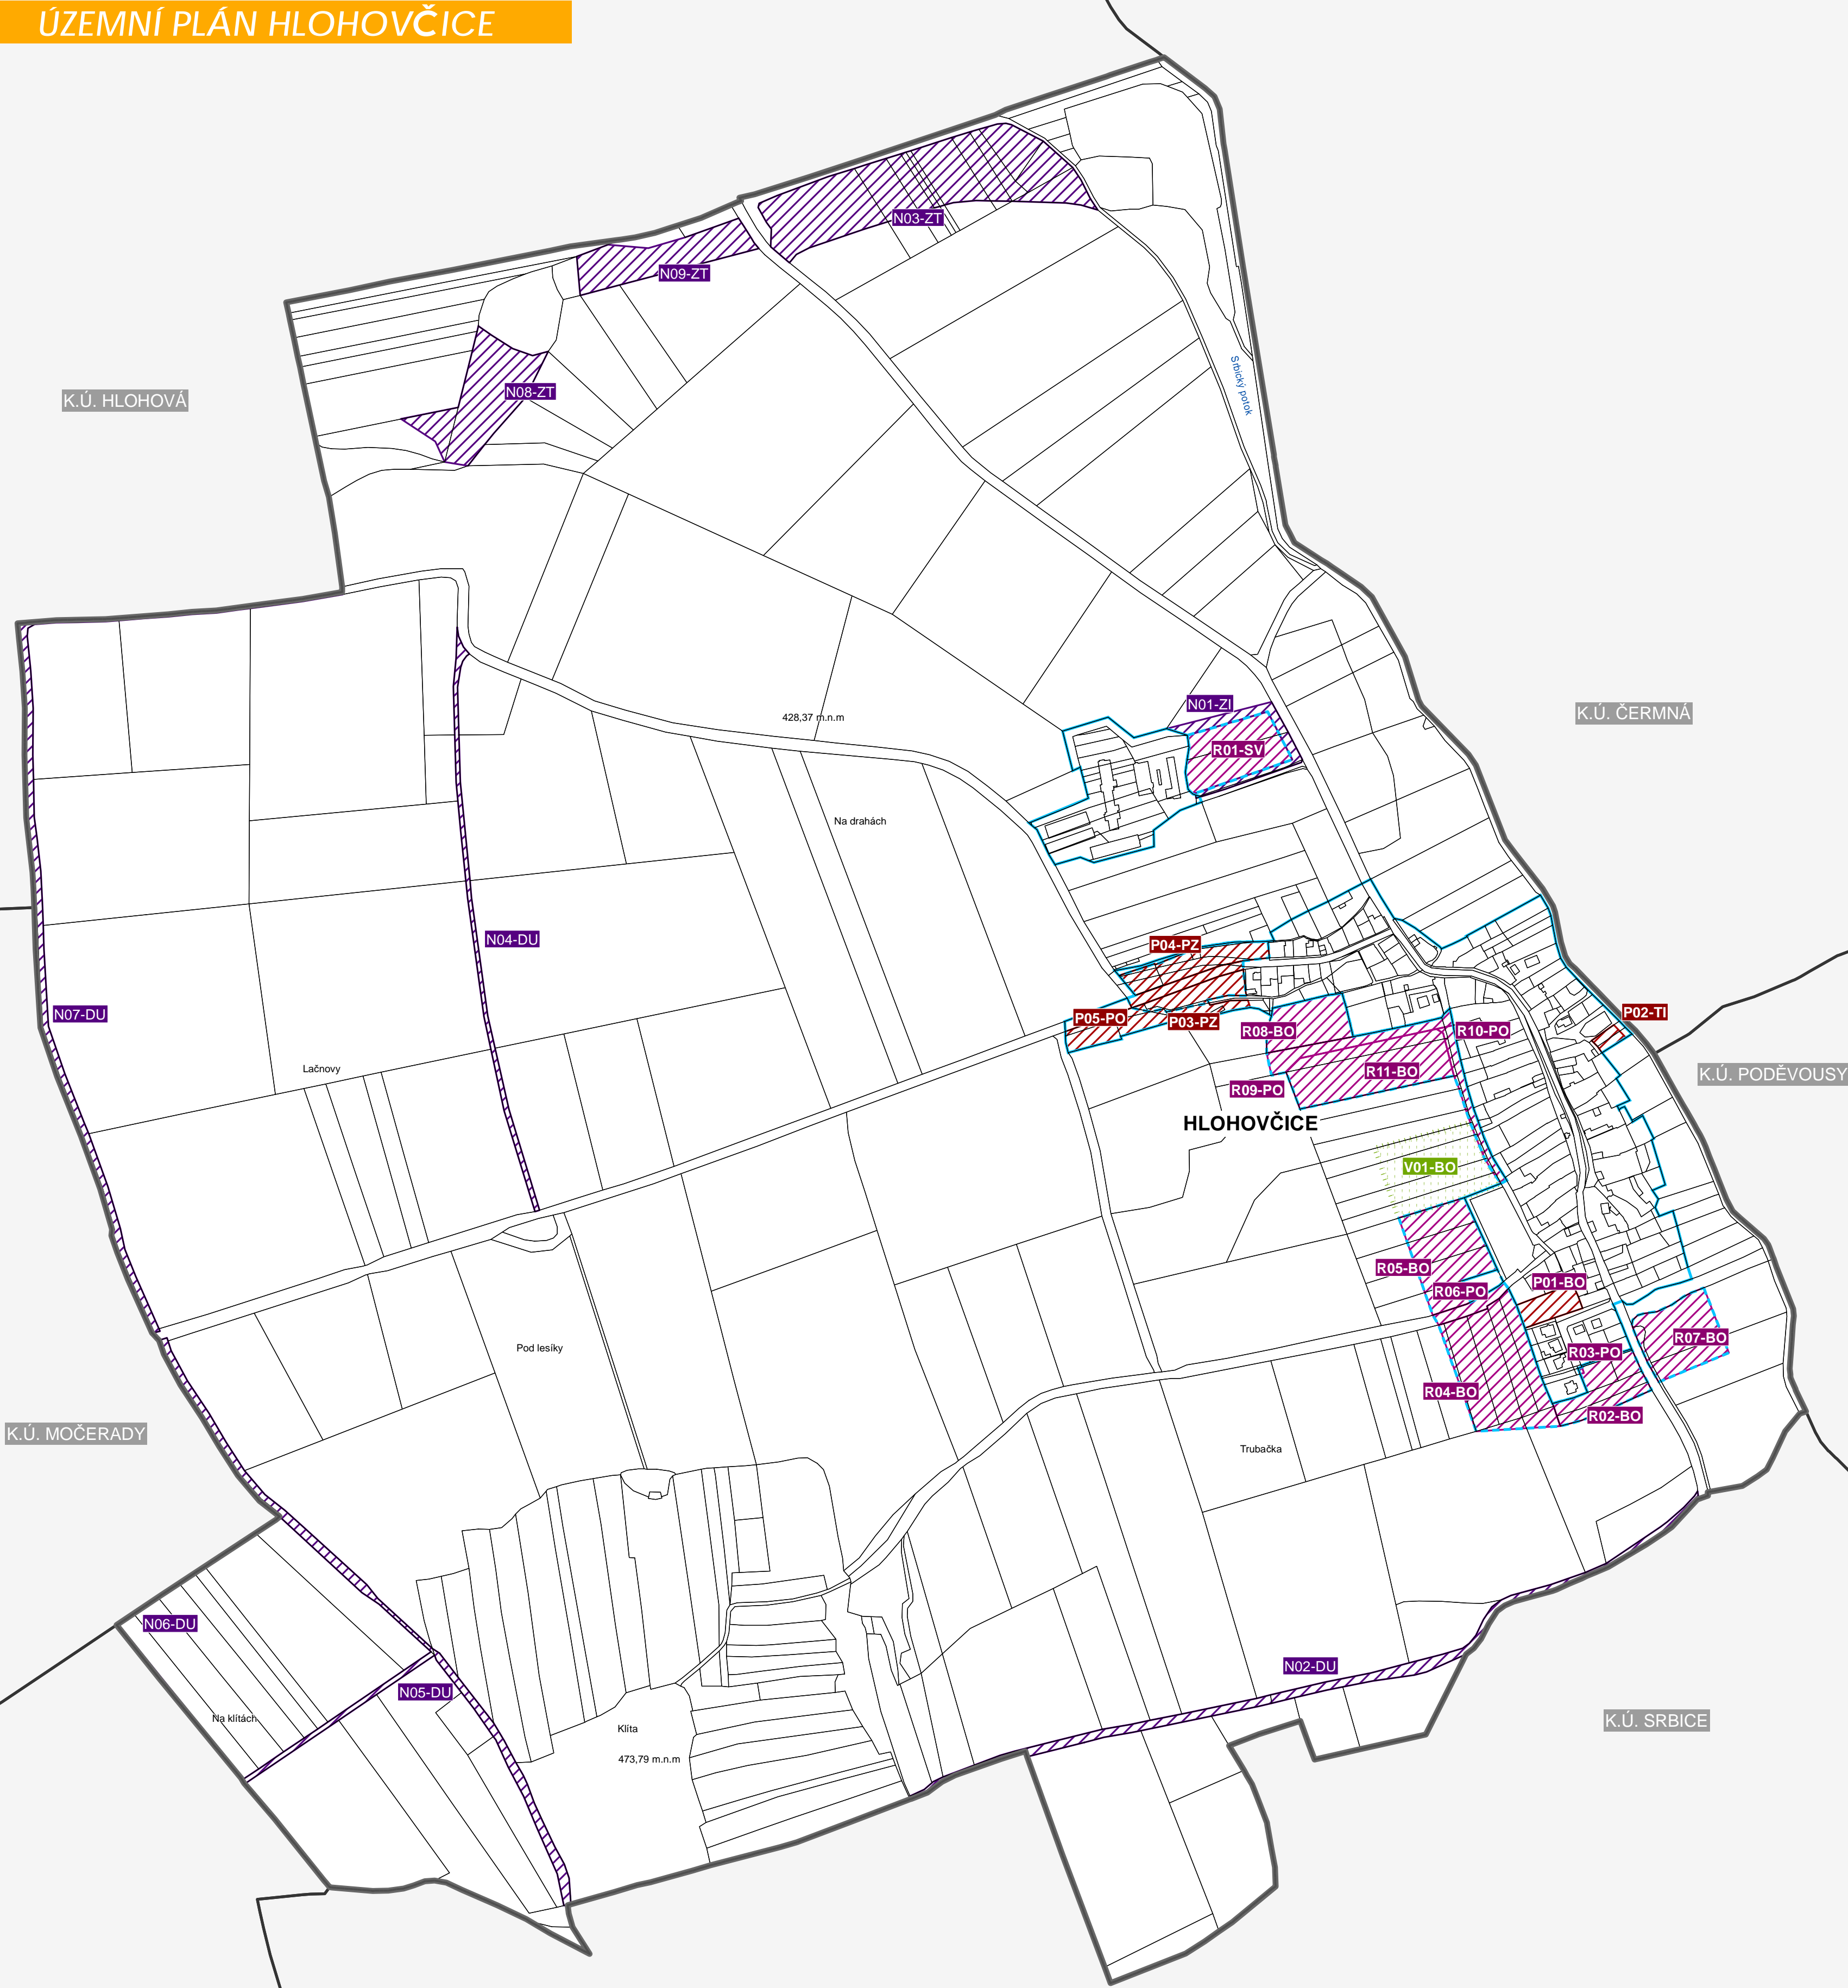 ÚZEMNÍ PLÁN HLOHOVČICE
N03-ZT
N09-ZT
K.Ú. HLOHOVÁ
N08-ZT
Srbický potok
N01-ZI
K.Ú. ČERMNÁ
428,37 m.n.m
R01-SV
Na drahách
N04-DU
P04-PZ
N07-DU
P05-PO
P03-PZ
P02-TI
R08-BO
R10-PO
Lačnovy
R11-BO
K.Ú. PODĚVOUSY
R09-PO
HLOHOVČICE
V01-BO
R05-BO
P01-BO
R06-PO
R07-BO
Pod lesíky
R03-PO
R04-BO
R02-BO
K.Ú. MOČERADY
Trubačka
N06-DU
N02-DU
N05-DU
Na klítách
K.Ú. SRBICE
Klíta
473,79 m.n.m